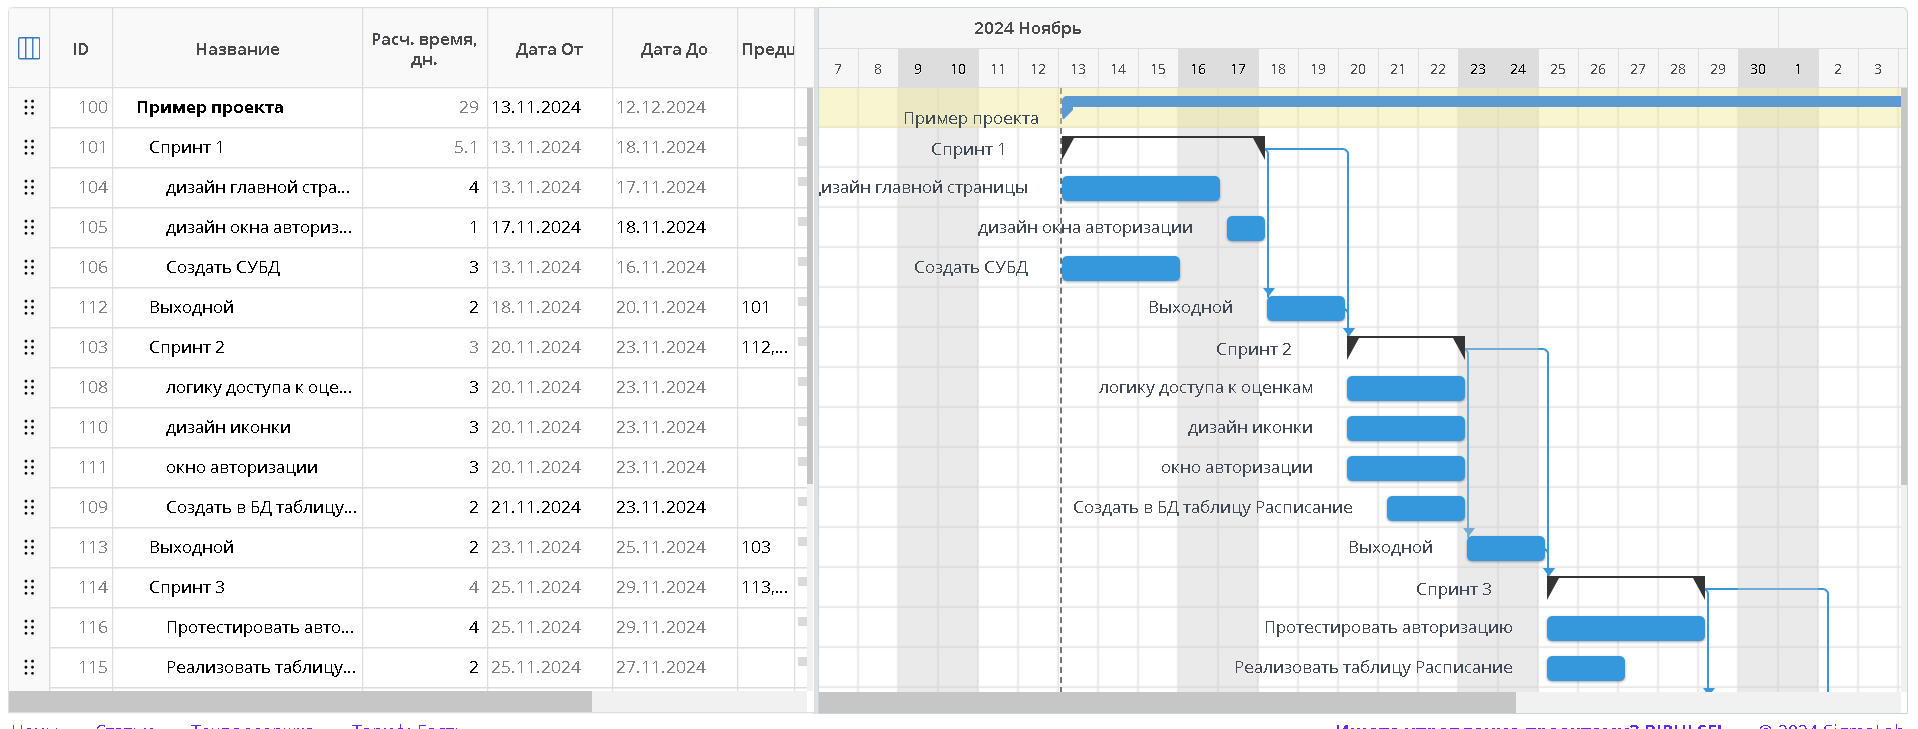 ID Название Расч. время, дн. Дата От Дата До Предш
2024 Ноябрь
7 8 9 10 11 12 13 14 15 16 17 18 19 20 21 22 23 24 25 26 27 28 29 30 1 2 3
100 Пример проекта 29 13.11.2024 12.12.2024
Пример проекта
101 Спринт 1 5.1 13.11.2024 18.11.2024
Спринт 1
104 дизайн главной стра... 4 13.11.2024 17.11.2024
дизайн главной страницы
105 дизайн окна авториз... 1 17.11.2024 18.11.2024
дизайн окна авторизации
106 Создать СУБД 3 13.11.2024 16.11.2024
Создать СУБД
112 Выходной 2 18.11.2024 20.11.2024 101
Выходной
103 Спринт 2 3 20.11.2024 23.11.2024 112,...
Спринт 2
108 логику доступа к оце... 3 20.11.2024 23.11.2024
логику доступа к оценкам
110 дизайн иконки 3 20.11.2024 23.11.2024
дизайн иконки
111 окно авторизации 3 20.11.2024 23.11.2024
окно авторизации
109 Создать в БД таблицу... 2 21.11.2024 23.11.2024
Создать в БД таблицу Расписание
113 Выходной 2 23.11.2024 25.11.2024 103
Выходной
114 Спринт 3 4 25.11.2024 29.11.2024 113,...
Спринт 3
116 Протестировать авто... 4 25.11.2024 29.11.2024
Протестировать авторизацию
115 Реализовать таблицу... 2 25.11.2024 27.11.2024
Реализовать таблицу Расписание